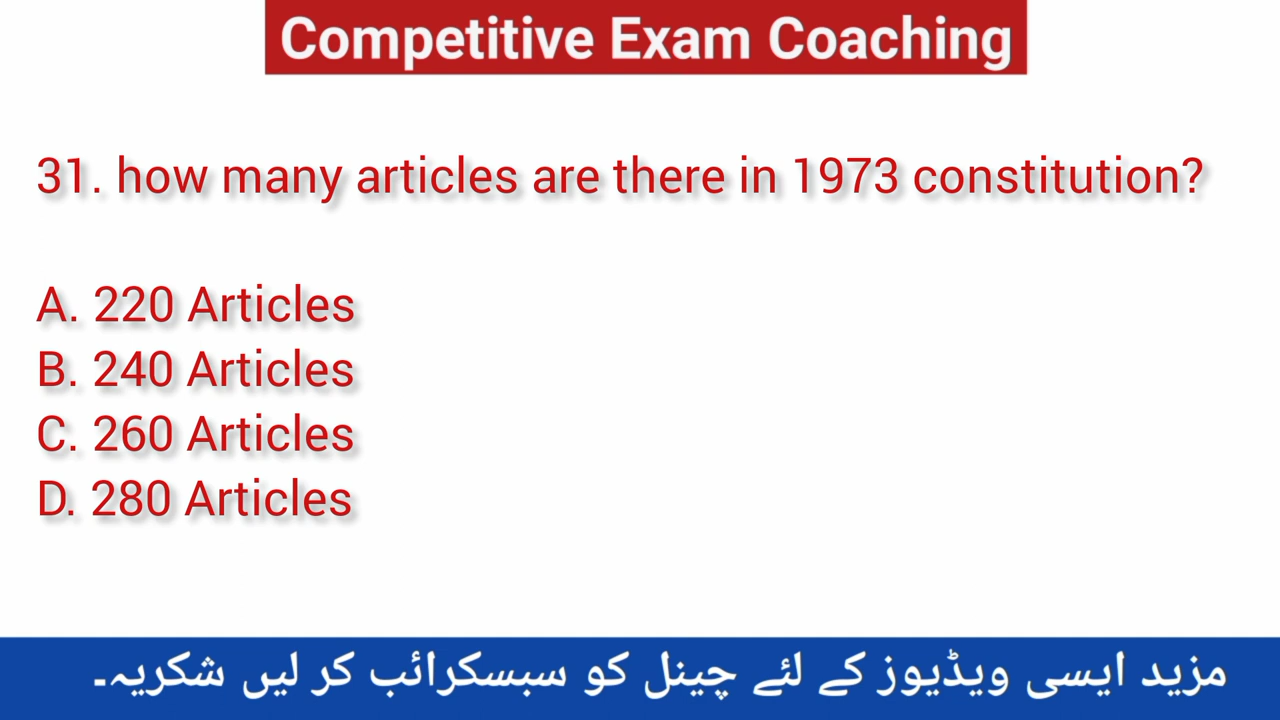 Competitive Exam Coaching
31. how many articles are there in 1973 constitution?
A. 220 Articles
B. 240 Articles
C. 260 Articles
D. 280 Articles
مزید ایسی ویڈیوز کے لئے چینل کو سبسکرائب کر لیں شکریہ۔